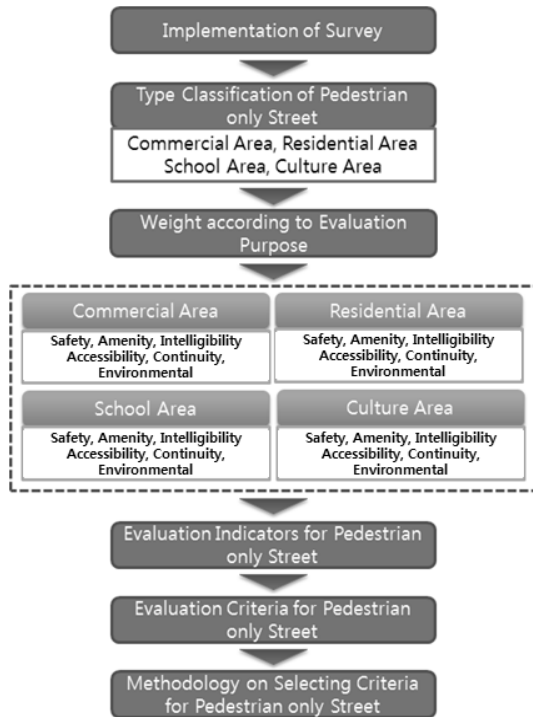 Implementation of Survey
Type Classification of Pedestrian
only Street
Commercial Area, Residential Area
School Area, Culture Area
Weight according to Evaluation
Purpose
Commercial Area
Safety, Amenity, Intelligibility
Accessibility, Continuity,
Environmental
Residential Area
Safety, Amenity, Intelligibility
Accessibility, Continuity,
Environmental
School Area
Safety, Amenity, Intelligibility
Accessibility, Continuity,
Environmental
Culture Area
Safety, Amenity, Intelligibility
Accessibility, Continuity,
Environmental
Evaluation Indicators for Pedestrian
only Street
Evaluation Criteria for Pedestrian
only Street
Methodology on Selecting Criteria
for Pedestrian only Street